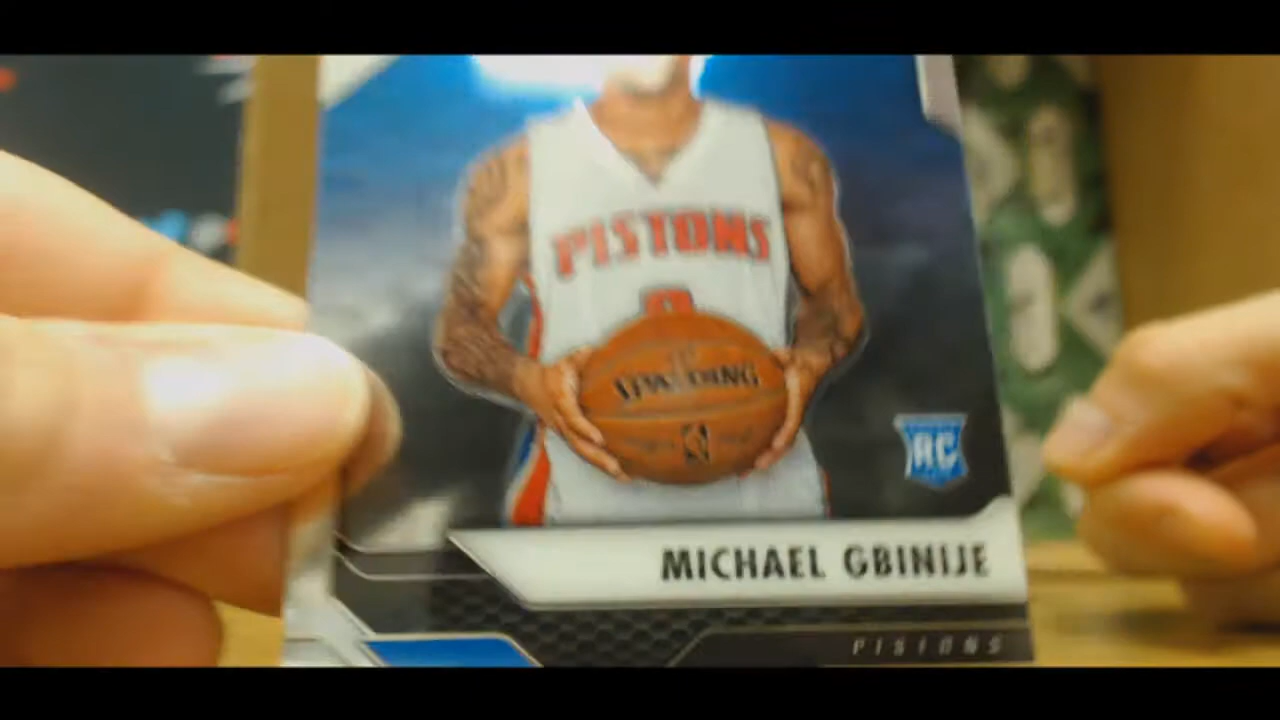 PISTONS
SPALDING
RC
MICHAEL GBINIJE
PISTONS